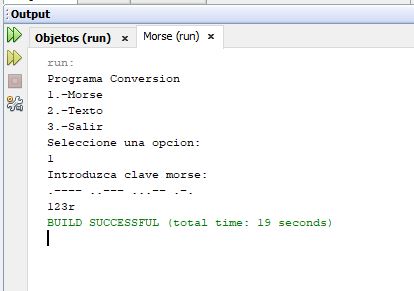 Output
Objetos (run) × Morse (run) ×
run:
Programa Conversion
1.-Morse
2.-Texto
3.-Salir
Seleccione una opcion:
1
Introduzca clave morse:
.---- ..--- ...-- .-.
123r
BUILD SUCCESSFUL (total time: 19 seconds)